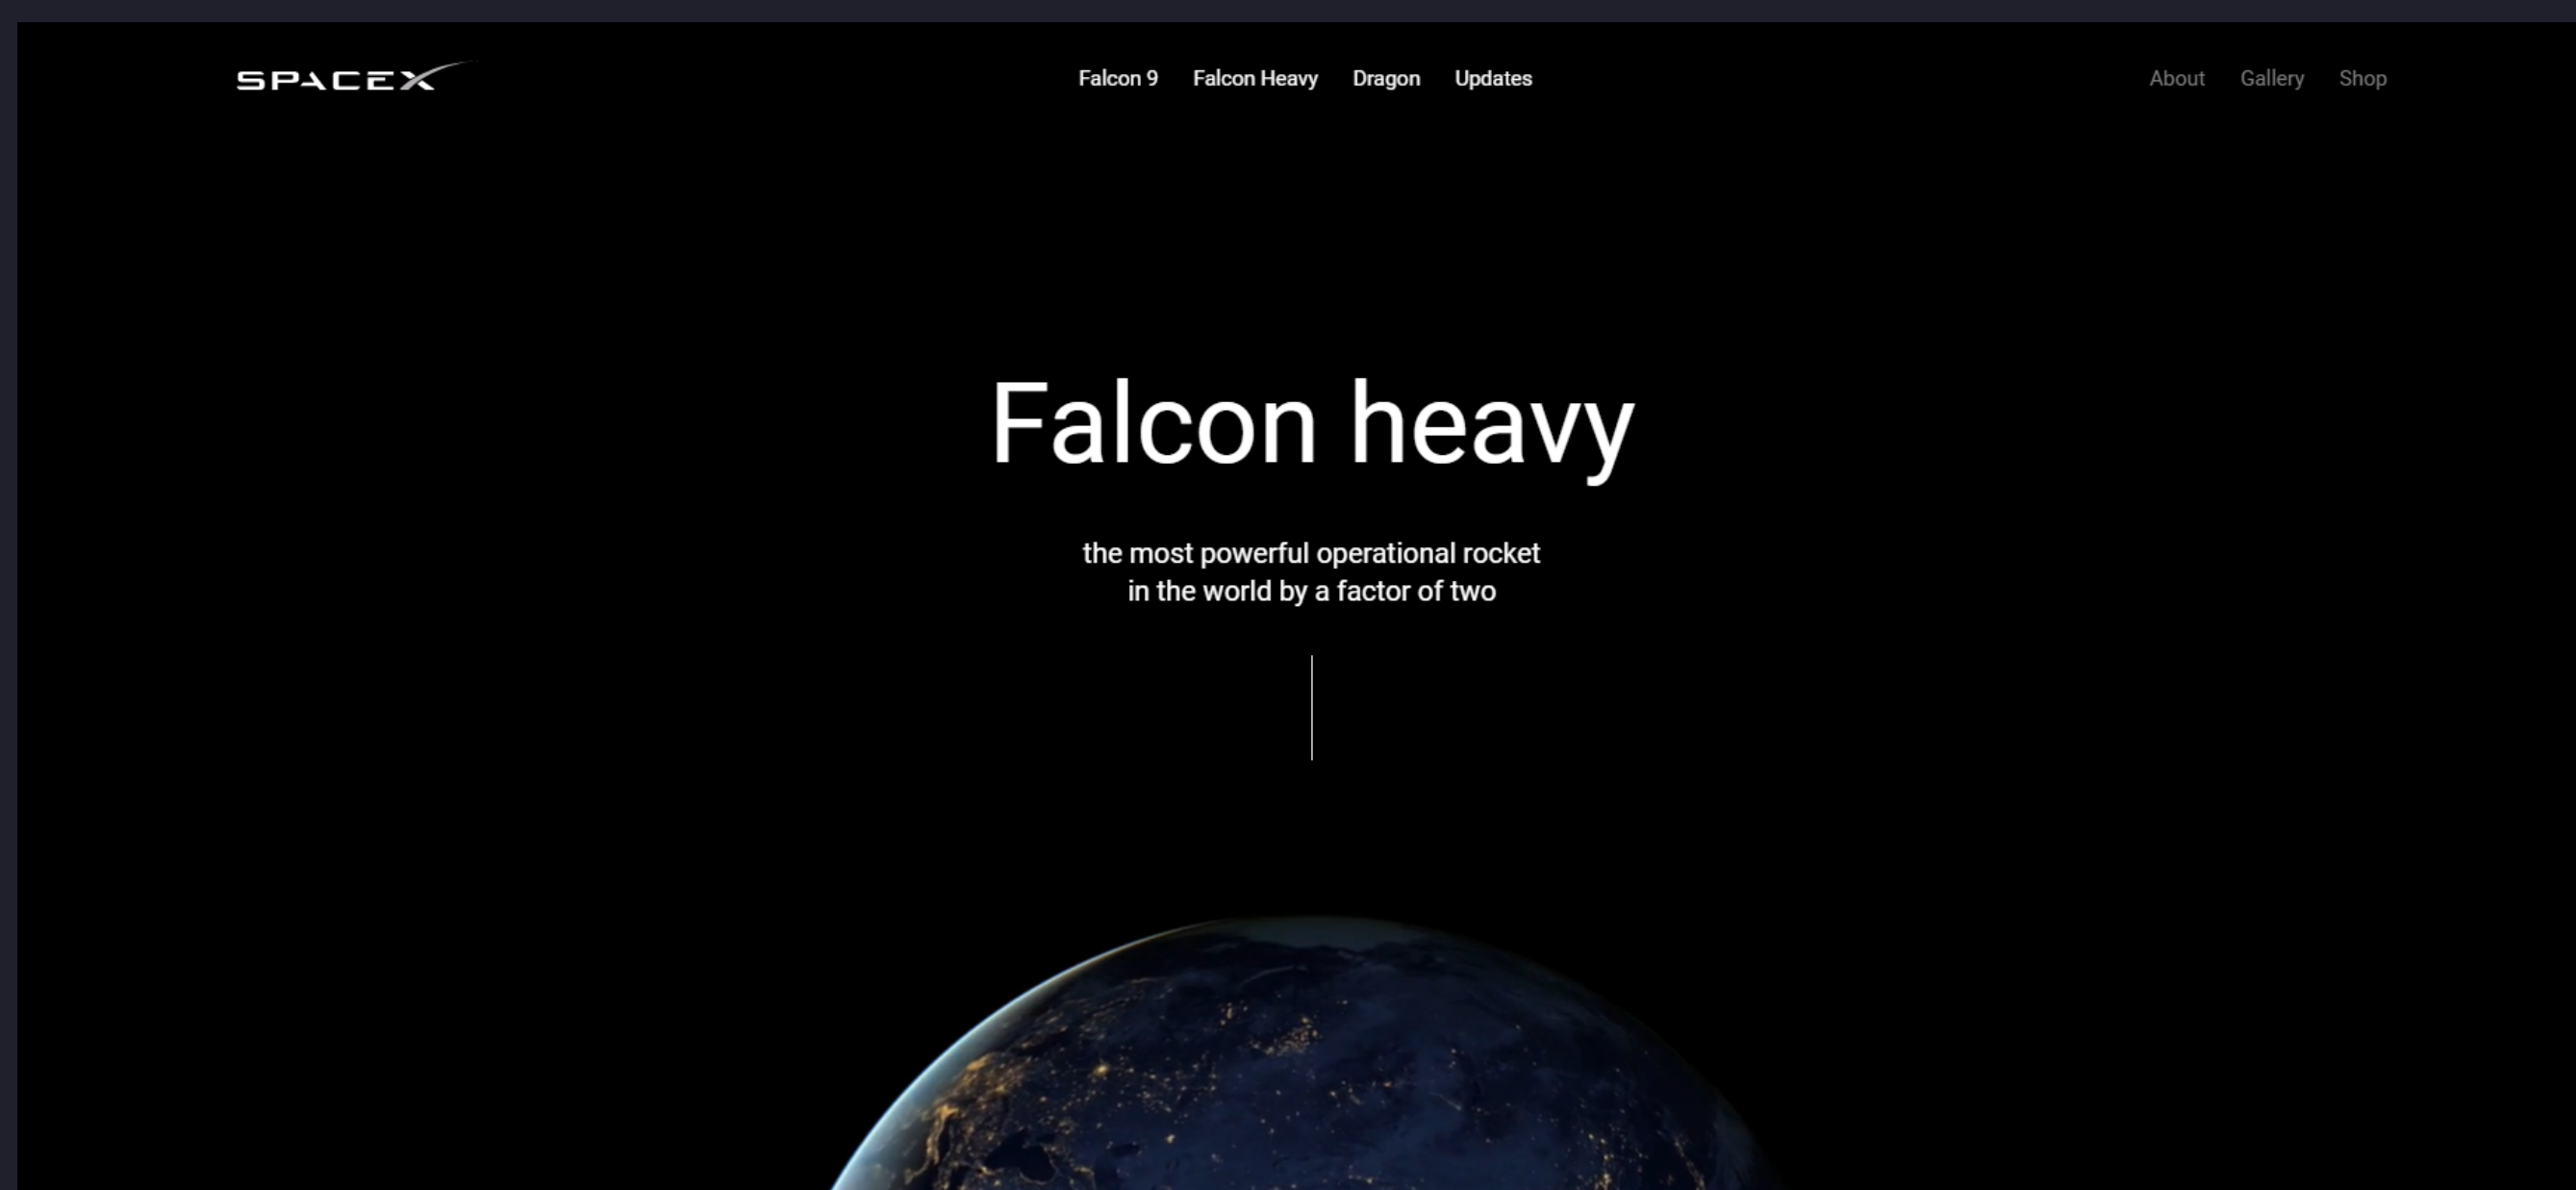 SPACEX
Falcon 9 Falcon Heavy Dragon Updates
About Gallery Shop
Falcon heavy
the most powerful operational rocket
in the world by a factor of two